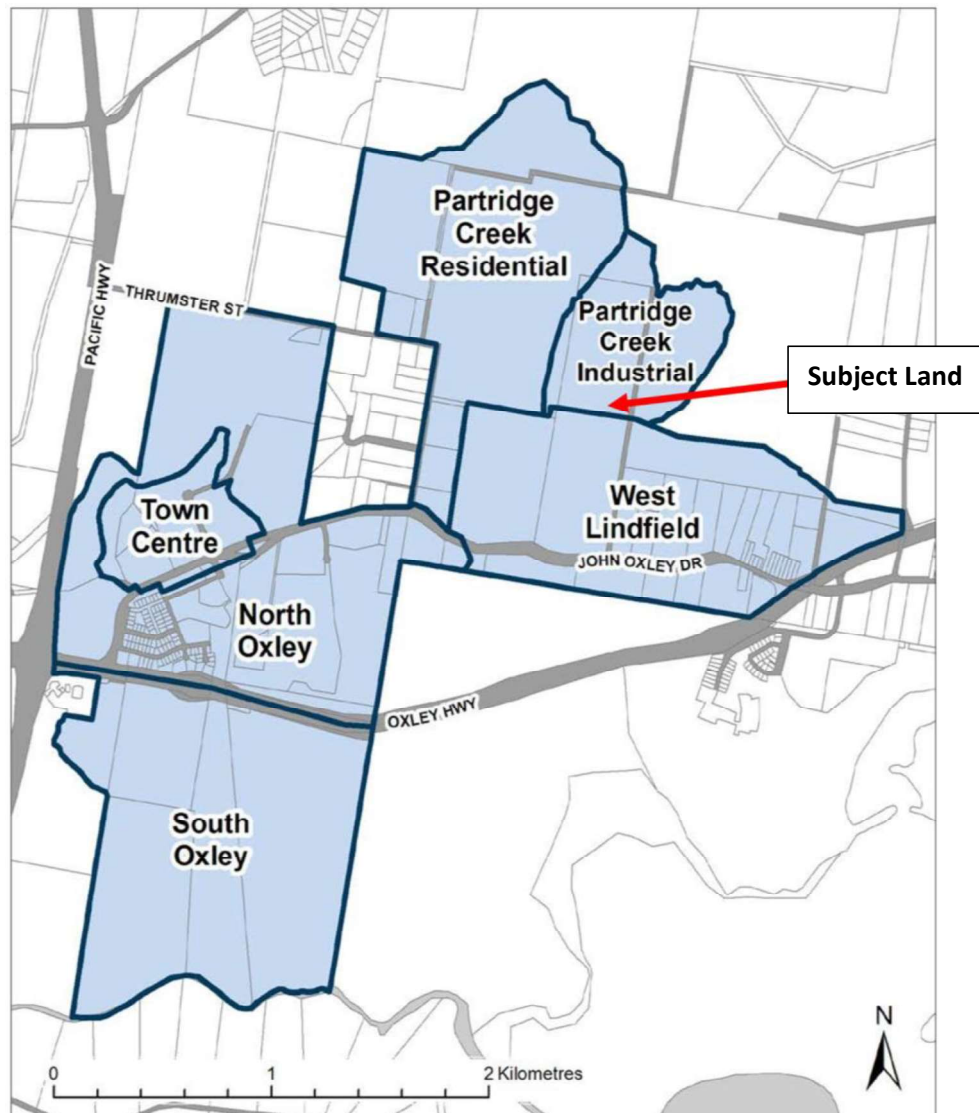 Partridge
Creek
Residential
PACIFIC HWY
THRUMSTER ST
Partridge
Creek
Industrial
Subject Land
Town
Centre
West
Lindfield
JOHN OXLEY DR
North
Oxley
OXLEY HWY
South
Oxley
N
0 1 2 Kilometres